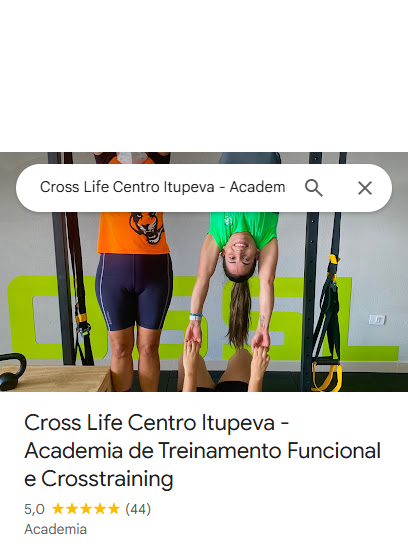 Cross Life Centro Itupeva - Academ
Cross Life Centro Itupeva -
Academia de Treinamento Funcional
e Crosstraining
5,0 ★★★★★ (44)
Academia